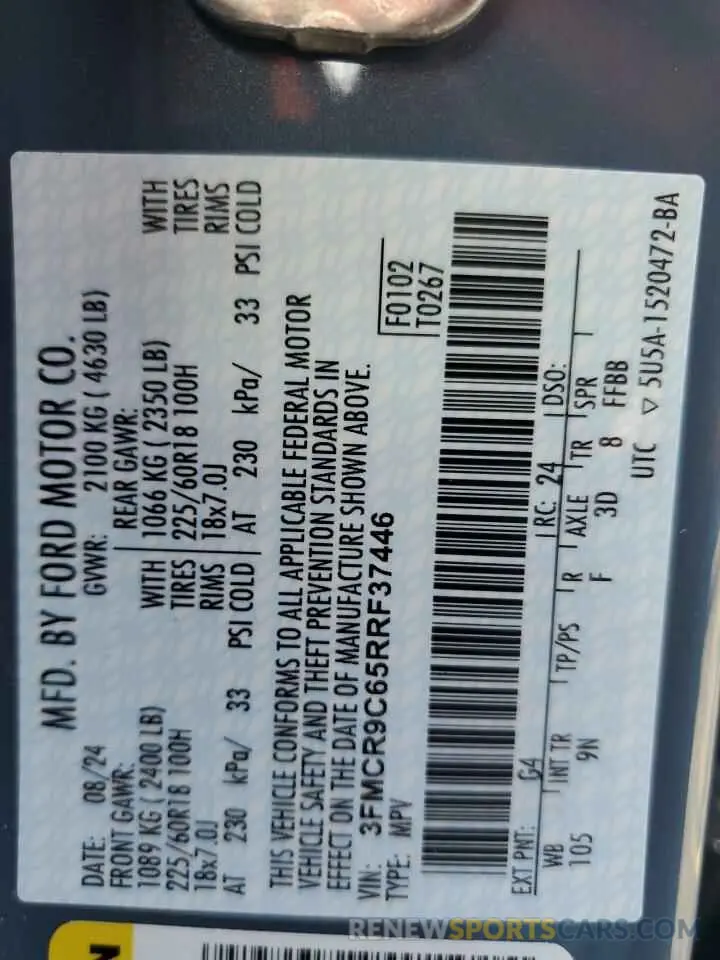 MFD. BY FORD MOTOR CO.
DATE: 08/24 GVWR: 2100 KG ( 4630 LB)
FRONT GAWR: REAR GAWR:
1089 KG ( 2400 LB) WITH 1066 KG ( 2350 LB) WITH
225/60R18 100H TIRES 225/60R18 100H TIRES
18x7.0J RIMS 18x7.0J RIMS
AT 230 kPa/ 33 PSI COLD AT 230 kPa/ 33 PSI COLD
THIS VEHICLE CONFORMS TO ALL APPLICABLE FEDERAL MOTOR
VEHICLE SAFETY AND THEFT PREVENTION STANDARDS IN
EFFECT ON THE DATE OF MANUFACTURE SHOWN ABOVE.
VIN: 3FMCR9C65RRF37446 F0102
TYPE: MPV T0267
EXT PNT: G4 RC: 24 DSO:
WB INT TR TP/PS R AXLE TR SPR
105 9N F 3D 8 FFBB
UTC ▽ 5U5A-1520472-BA
N
RENEWSPORTSCARS.COM